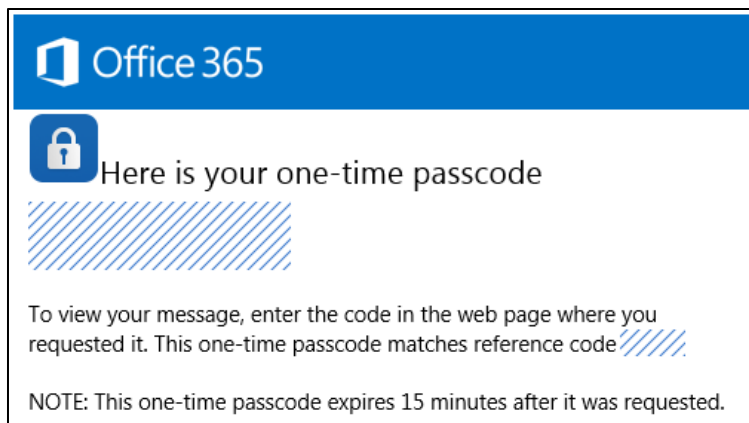 Office 365
Here is your one-time passcode
To view your message, enter the code in the web page where you
requested it. This one-time passcode matches reference code
NOTE: This one-time passcode expires 15 minutes after it was requested.